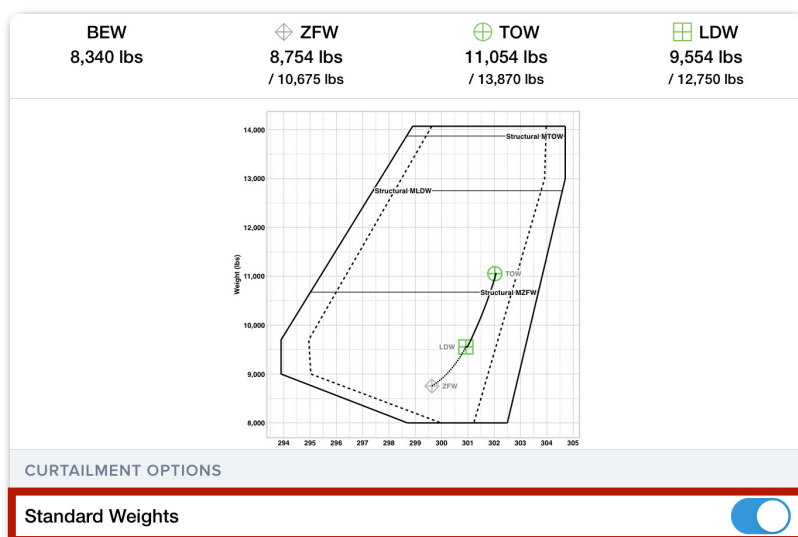 BEW
8,340 lbs
ZFW
8,754 lbs
/ 10,675 lbs
TOW
11,054 lbs
/ 13,870 lbs
LDW
9,554 lbs
/ 12,750 lbs
14,000
Structural MTOW
13,000
Structural MLDW
12,000
Weight (lbs)
11,000
TOW
Structural MZFW
10,000
LDW
9,000
ZFW
8,000
294 295 296 297 298 299 300 301 302 303 304 305
CURTAILMENT OPTIONS
Standard Weights